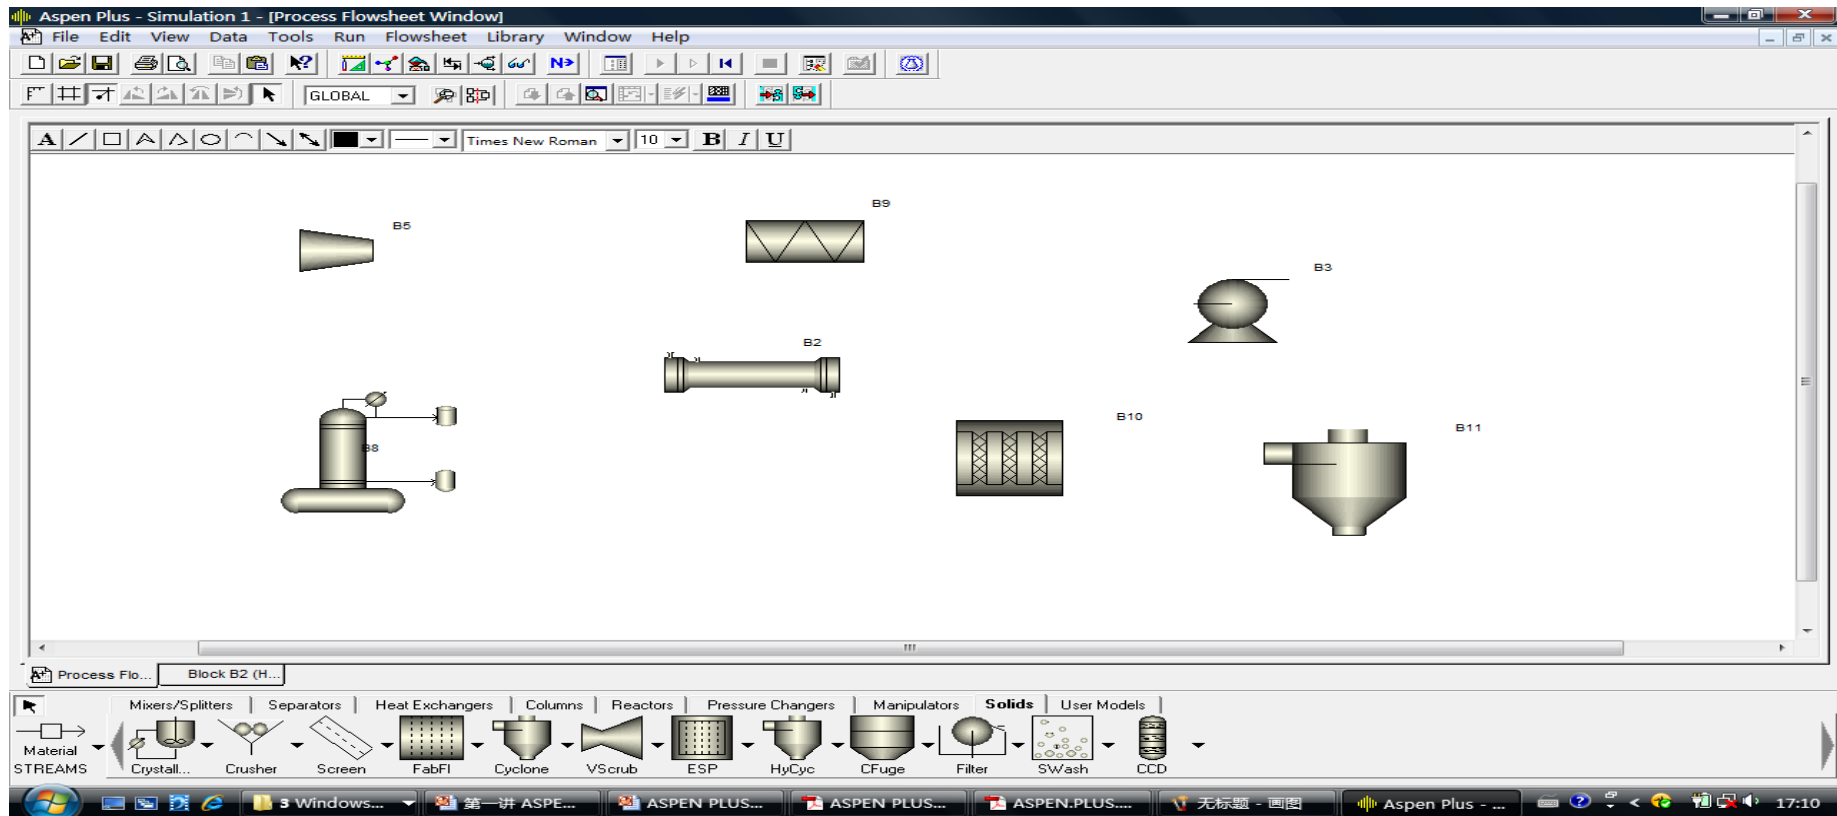 Aspen Plus - Simulation 1 - [Process Flowsheet Window]
File Edit View Data Tools Run Flowsheet Library Window Help
N>
GLOBAL
A Times New Roman 10 B I U
B9
B5
B3
B2
B10
B11
B8
Process Flo... Block B2 (H...
Mixers/Splitters Separators Heat Exchangers Columns Reactors Pressure Changers Manipulators Solids User Models
Material
STREAMS Crystall... Crusher Screen FabFl Cyclone VScrub ESP HyCyc CFuge Filter SWash CCD
3 Windows... 第一讲 ASPE... ASPEN PLUS... ASPEN PLUS... ASPEN.PLUS.... 无标题 - 画图 Aspen Plus - ... 17:10